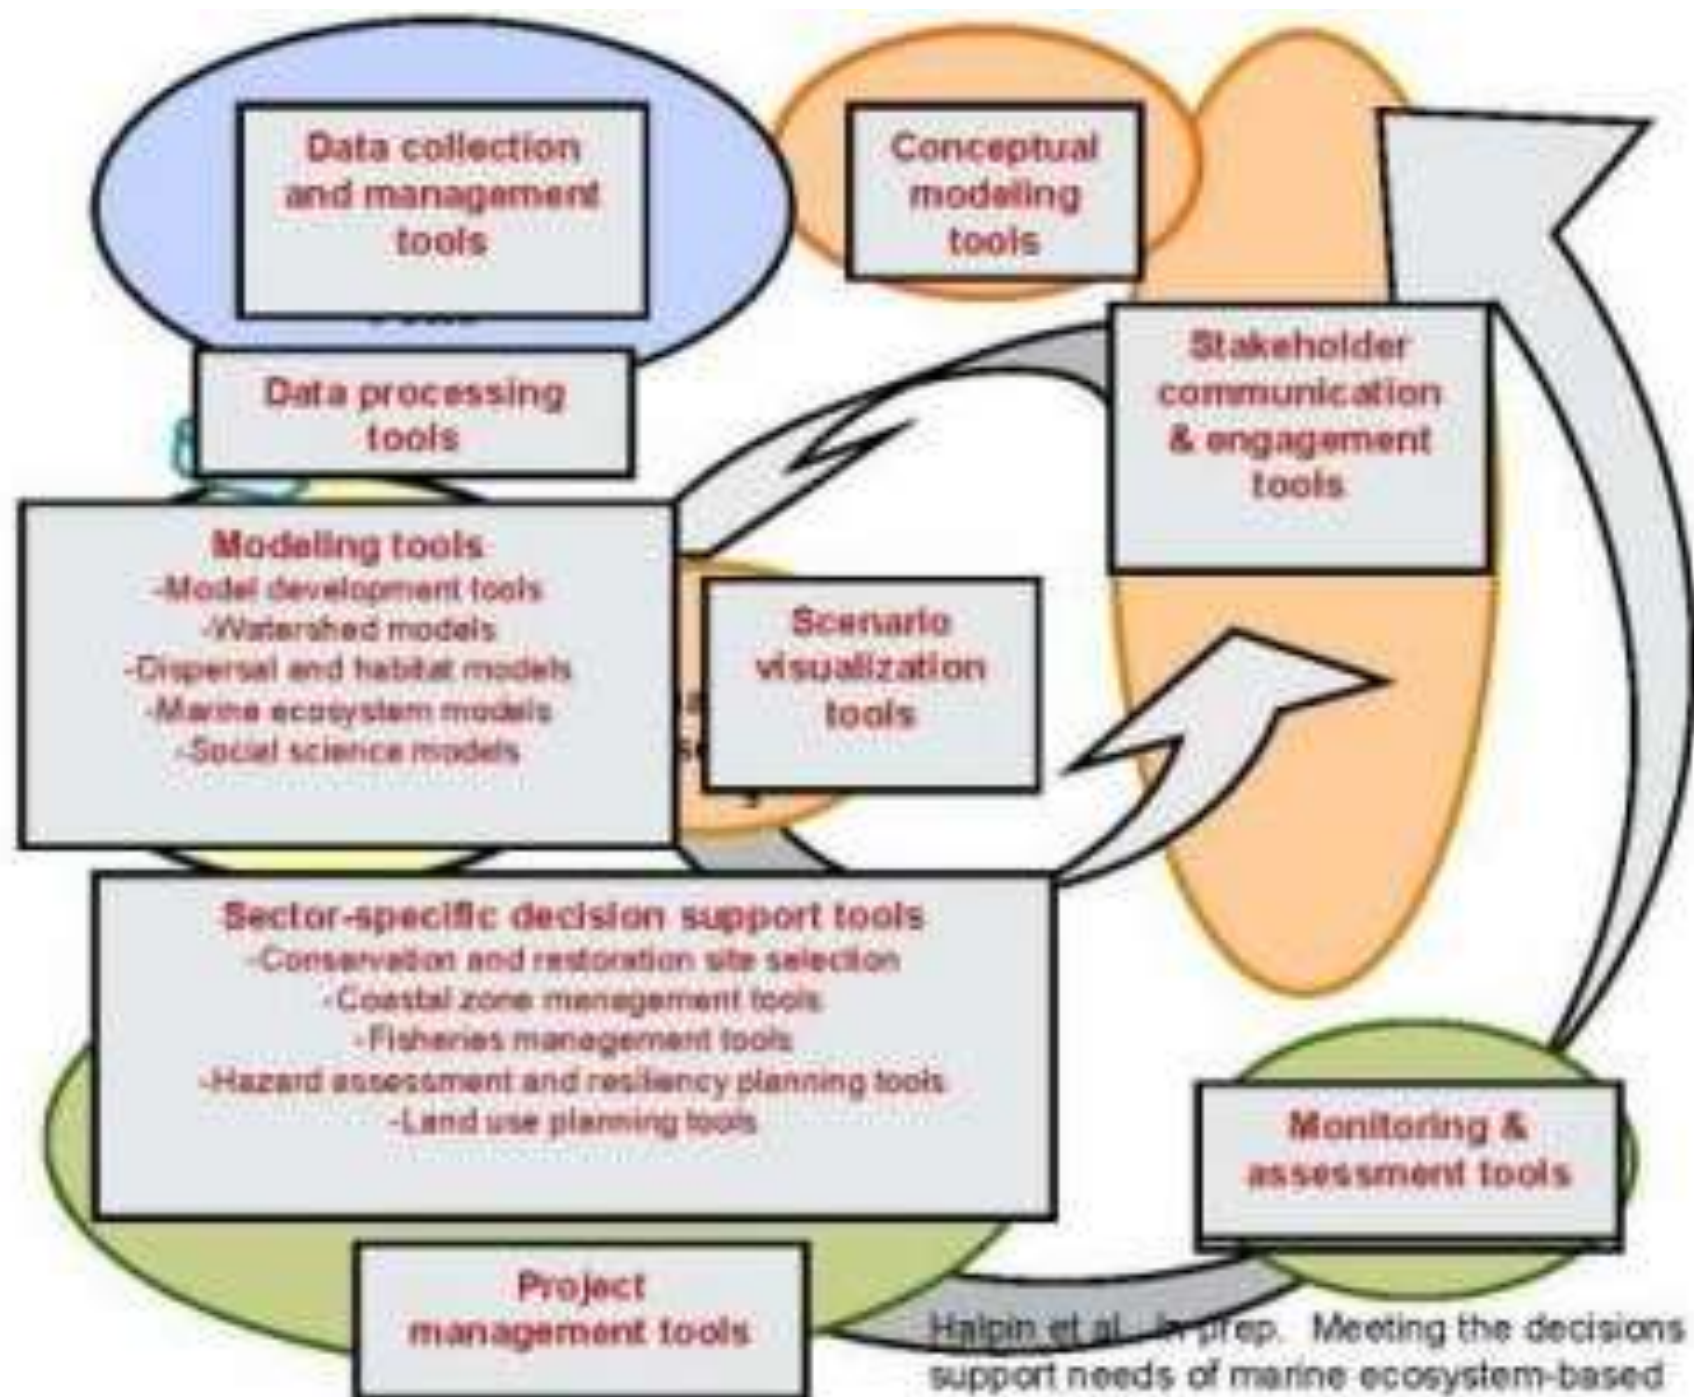 Data collection
and management
tools
Conceptual
modeling
tools
Data processing
tools
Stakeholder
communication
& engagement
tools
Modeling tools
-Model development tools
-Watershed models
-Dispersal and habitat models
-Marine ecosystem models
-Social science models
Scenario
visualization
tools
Sector-specific decision support tools
-Conservation and restoration site selection
-Coastal zone management tools
-Fisheries management tools
-Hazard assessment and resiliency planning tools
-Land use planning tools
Monitoring &
assessment tools
Project
management tools
Halpin et al. In prep. Meeting the decisions
support needs of marine ecosystem-based